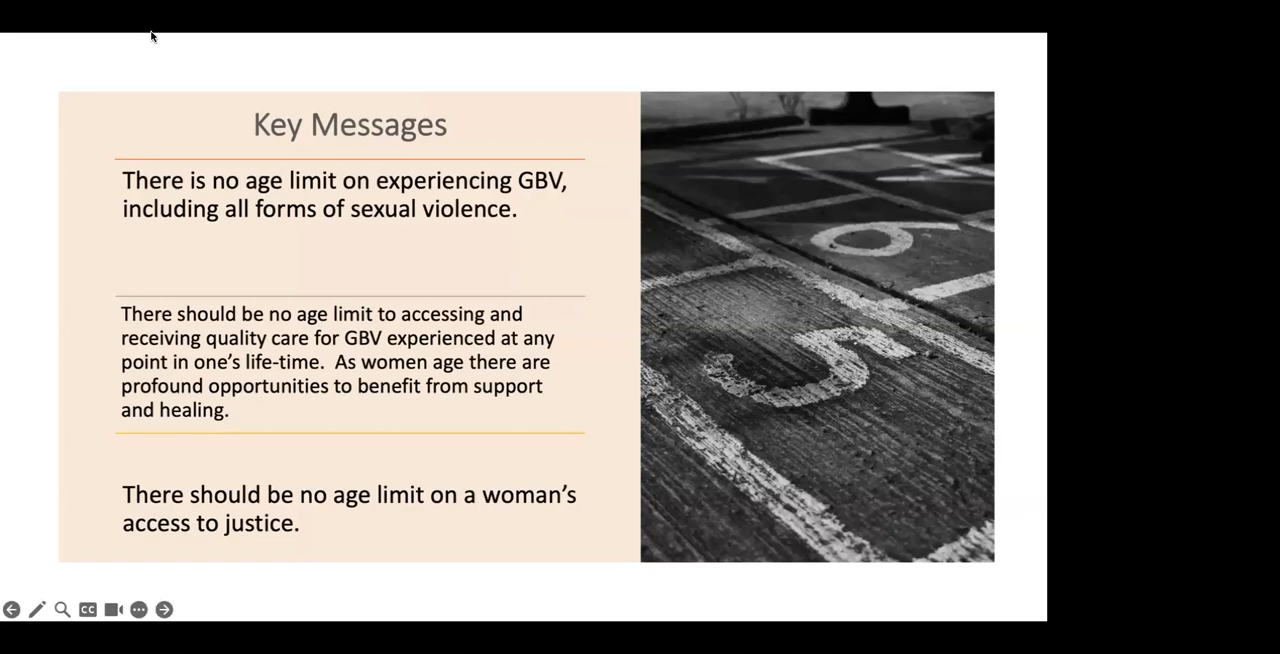 Key Messages
There is no age limit on experiencing GBV,
including all forms of sexual violence.
There should be no age limit to accessing and
receiving quality care for GBV experienced at any
point in one’s life-time.  As women age there are
profound opportunities to benefit from support
and healing.
There should be no age limit on a woman’s
access to justice.
6
5
CC